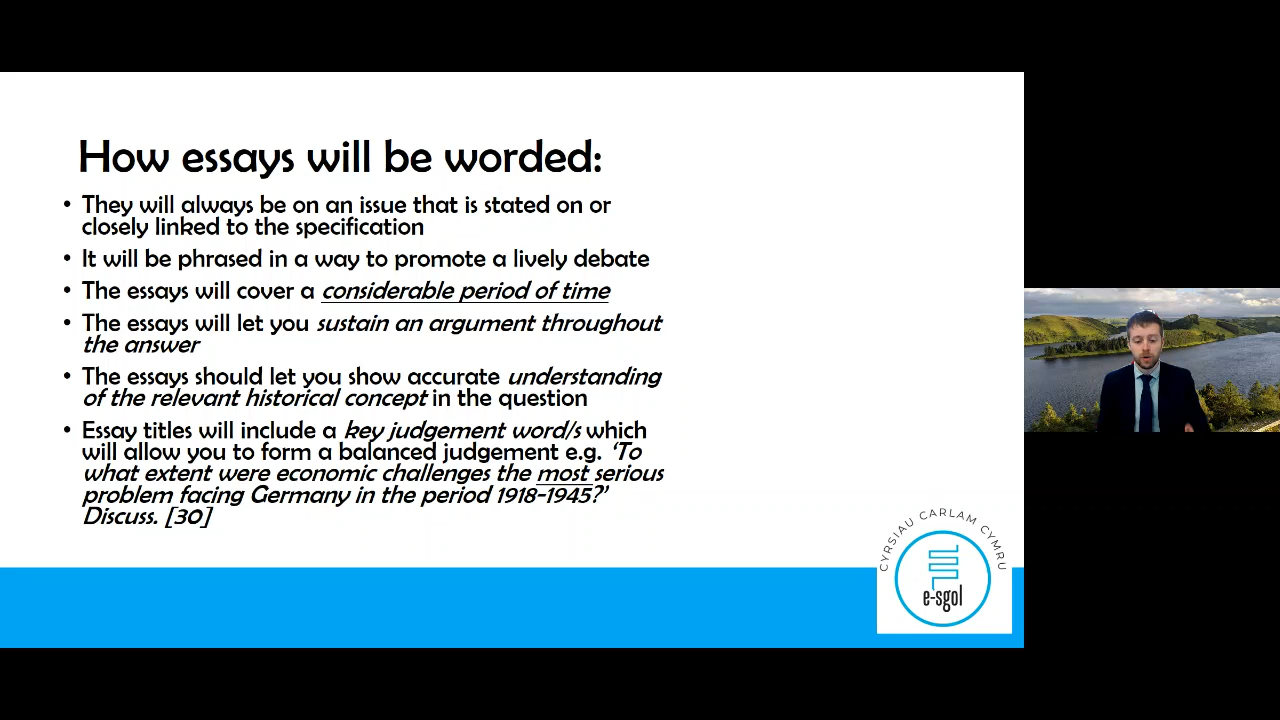 How essays will be worded:
• They will always be on an issue that is stated on or
closely linked to the specification
• It will be phrased in a way to promote a lively debate
• The essays will cover a considerable period of time
• The essays will let you sustain an argument throughout
the answer
• The essays should let you show accurate understanding
of the relevant historical concept in the question
• Essay titles will include a key judgement word/s which
will allow you to form a balanced judgement e.g. ‘To
what extent were economic challenges the most serious
problem facing Germany in the period 1918-1945?’
Discuss. [30]
CYRSIAU CARLAM CYMRU
e-sgol